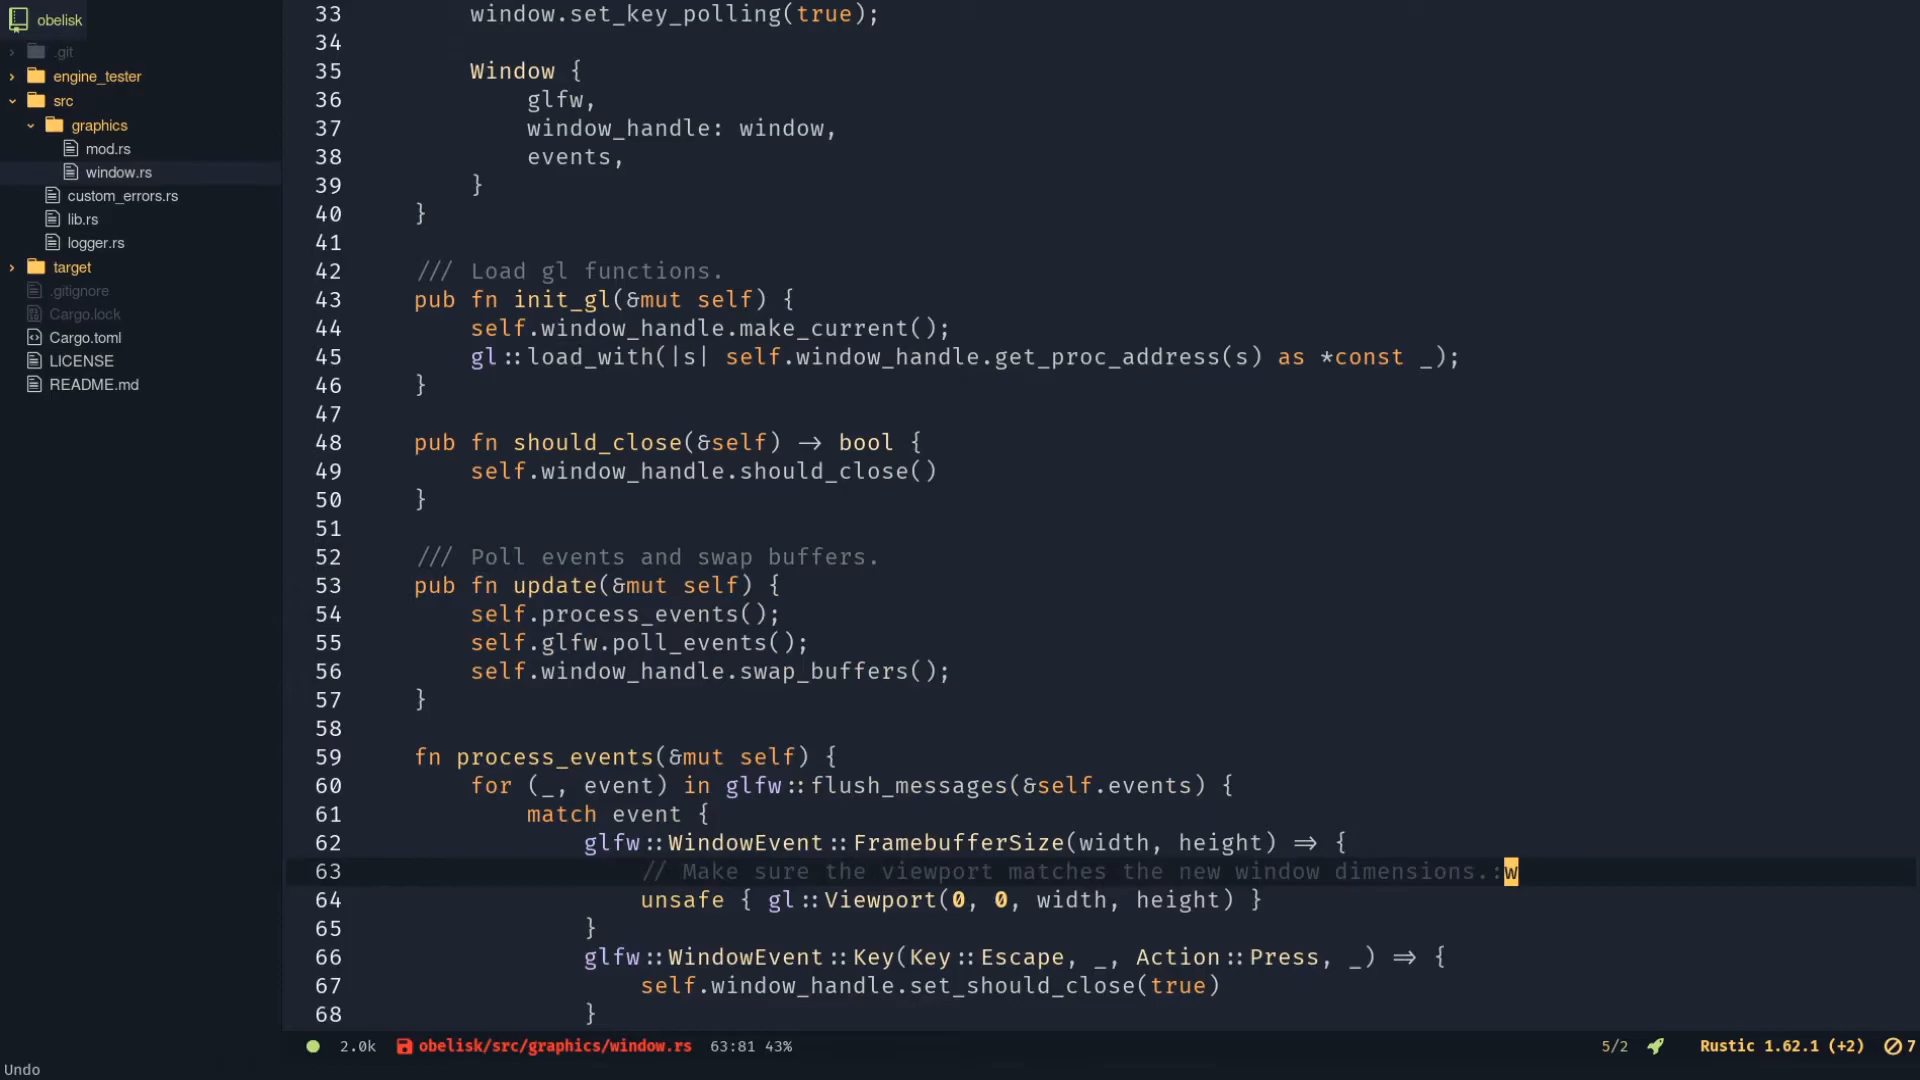 obelisk
.git
engine_tester
src
graphics
mod.rs
window.rs
custom_errors.rs
lib.rs
logger.rs
target
.gitignore
Cargo.lock
Cargo.toml
LICENSE
README.md
33 window.set_key_polling(true);
34
35 Window {
36 glfw,
37 window_handle: window,
38 events,
39 }
40 }
41
42 /// Load gl functions.
43 pub fn init_gl(&mut self) {
44 self.window_handle.make_current();
45 gl::load_with(|s| self.window_handle.get_proc_address(s) as *const _);
46 }
47
48 pub fn should_close(&self) -> bool {
49 self.window_handle.should_close()
50 }
51
52 /// Poll events and swap buffers.
53 pub fn update(&mut self) {
54 self.process_events();
55 self.glfw.poll_events();
56 self.window_handle.swap_buffers();
57 }
58
59 fn process_events(&mut self) {
60 for (_, event) in glfw::flush_messages(&self.events) {
61 match event {
62 glfw::WindowEvent::FramebufferSize(width, height) => {
63 // Make sure the viewport matches the new window dimensions.:w
64 unsafe { gl::Viewport(0, 0, width, height) }
65 }
66 glfw::WindowEvent::Key(Key::Escape, _, Action::Press, _) => {
67 self.window_handle.set_should_close(true)
68 }
2.0k obelisk/src/graphics/window.rs 63:81 43% 5/2 Rustic 1.62.1 (+2) 7
Undo